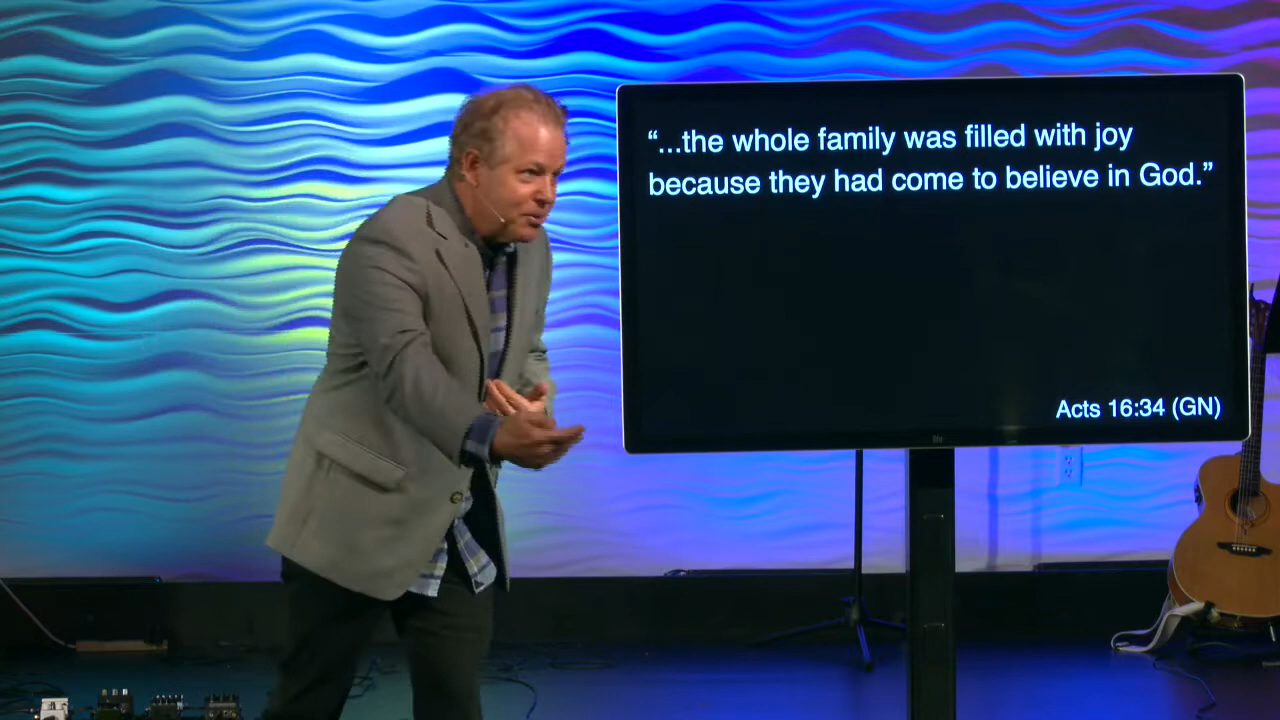 “...the whole family was filled with joy
because they had come to believe in God.”
Acts 16:34 (GN)